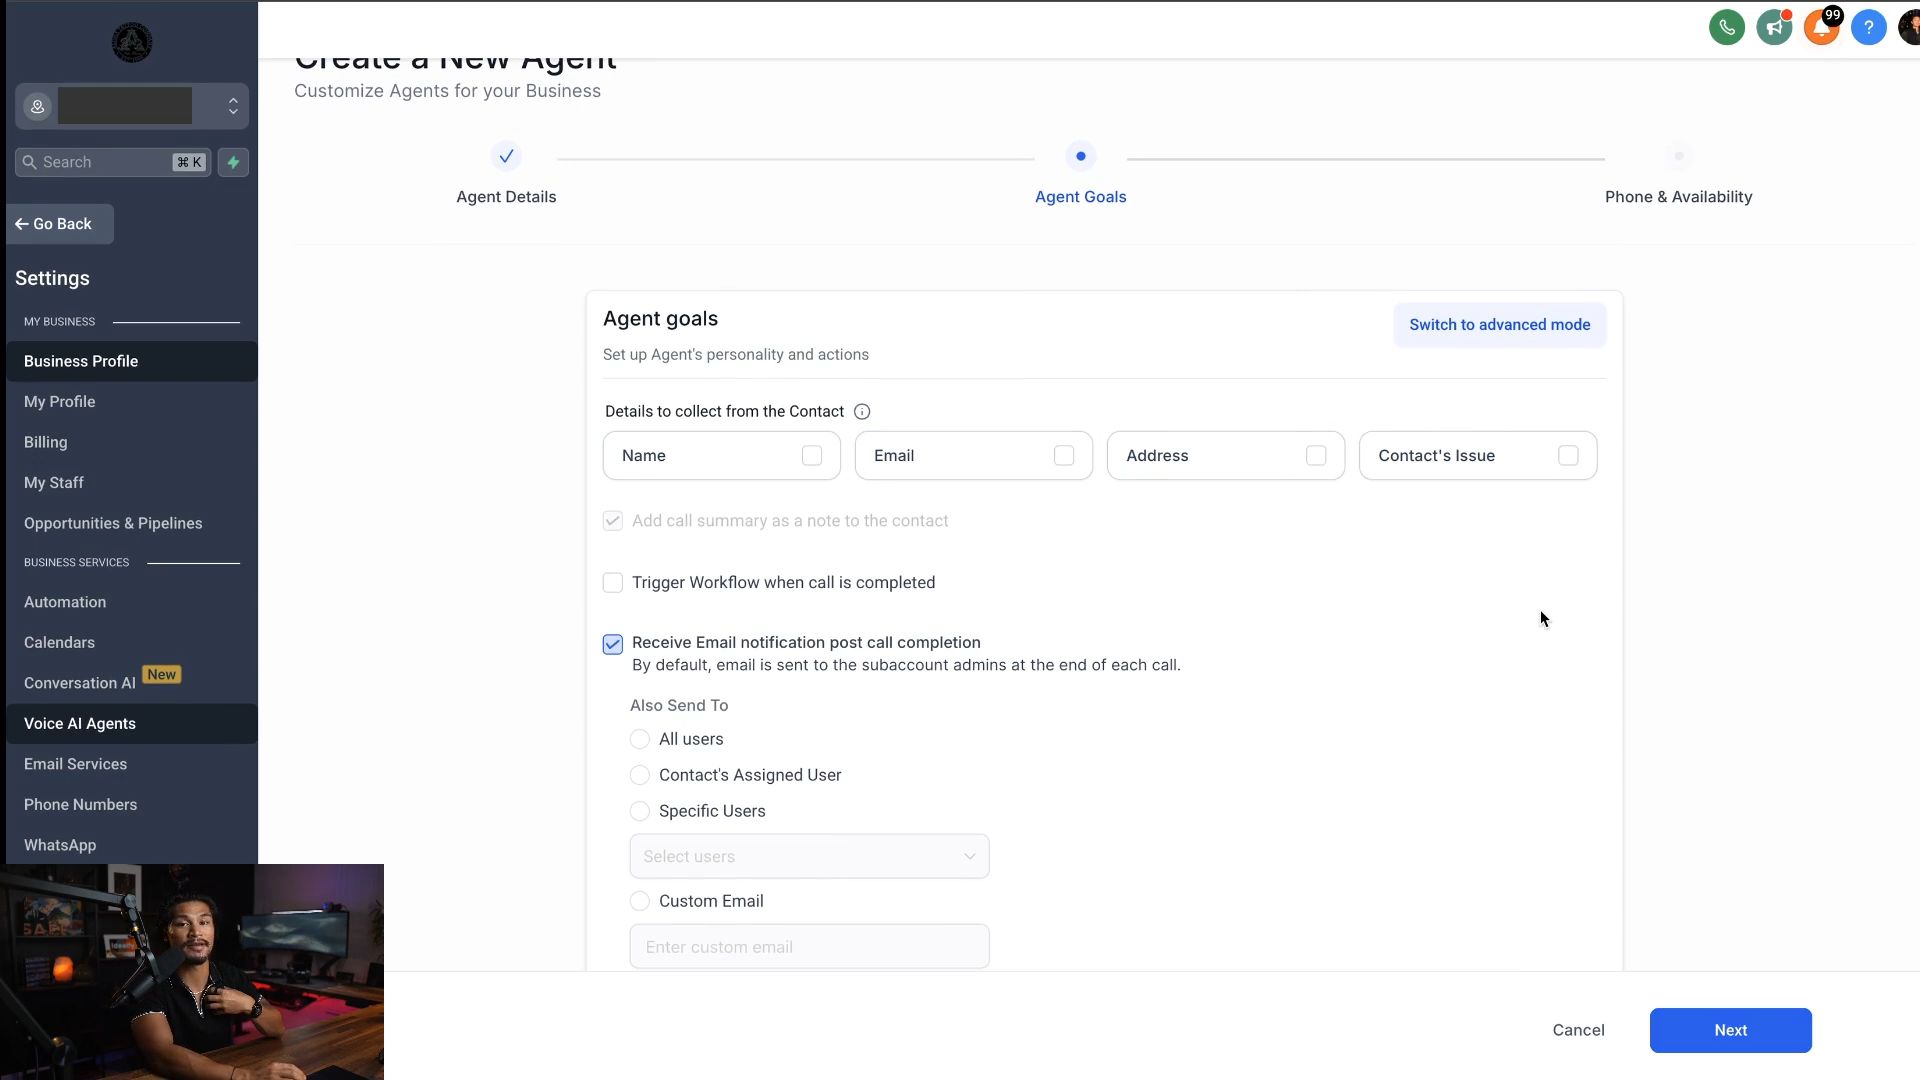 99
?
Create a New Agent
Customize Agents for your Business
Search
⌘ K
Go Back
Settings
MY BUSINESS
Business Profile
My Profile
Billing
My Staff
Opportunities & Pipelines
BUSINESS SERVICES
Automation
Calendars
Conversation AI New
Voice AI Agents
Email Services
Phone Numbers
WhatsApp
Agent Details
Agent Goals
Phone & Availability
Agent goals
Switch to advanced mode
Set up Agent's personality and actions
Details to collect from the Contact
Name
Email
Address
Contact's Issue
Add call summary as a note to the contact
Trigger Workflow when call is completed
Receive Email notification post call completion
By default, email is sent to the subaccount admins at the end of each call.
Also Send To
All users
Contact's Assigned User
Specific Users
Select users
Custom Email
Enter custom email
Cancel
Next